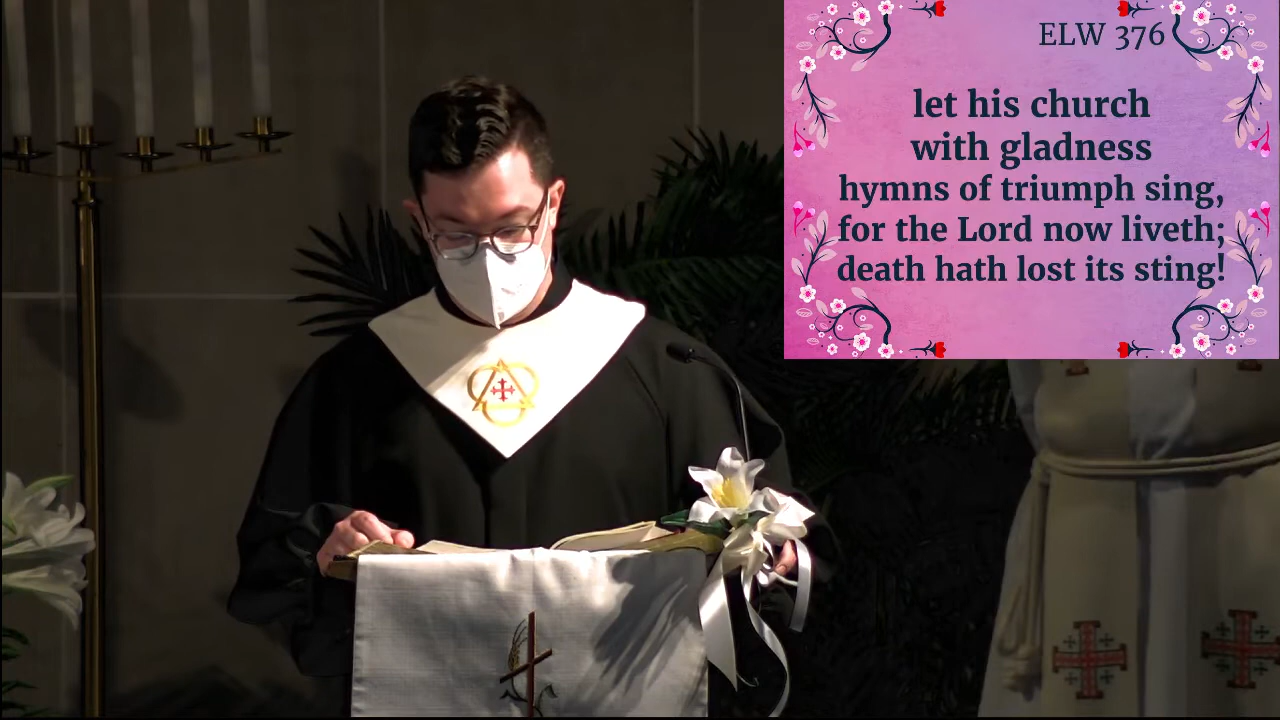 ELW 376
let his church
with gladness
hymns of triumph sing,
for the Lord now liveth;
death hath lost its sting!